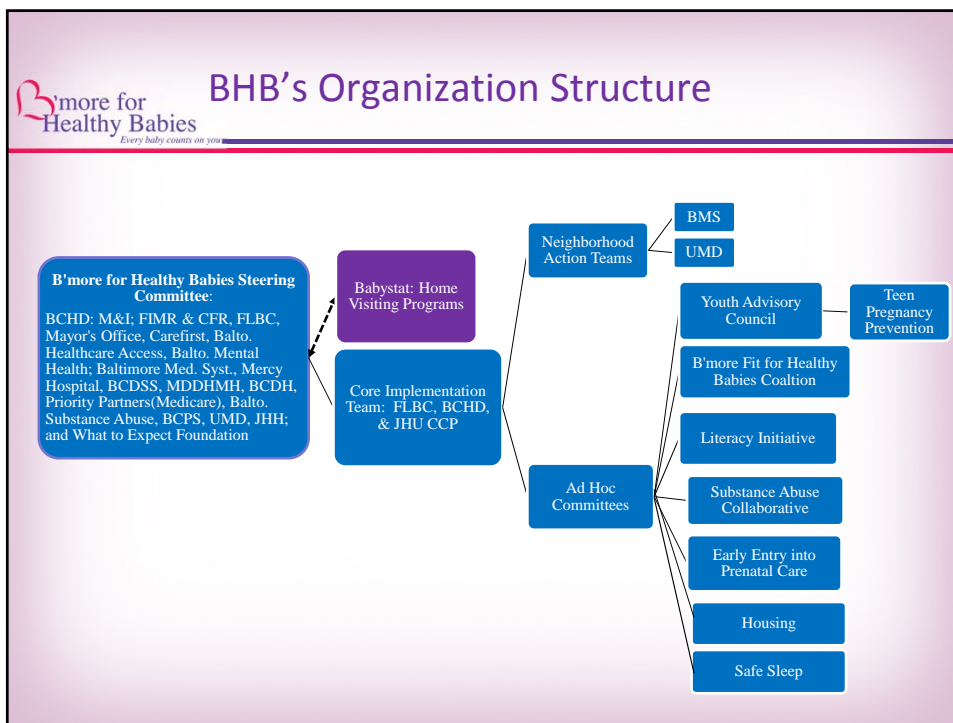 BHB's Organization Structure
B'more for
Healthy Babies
Every baby counts on you
B'more for Healthy Babies Steering
Committee:
BCHD: M&I; FIMR & CFR, FLBC,
Mayor's Office, Carefirst, Balto.
Healthcare Access, Balto. Mental
Health; Baltimore Med. Syst., Mercy
Hospital, BCDSS, MDDHMH, BCDH,
Priority Partners(Medicare), Balto.
Substance Abuse, BCPS, UMD, JHH;
and What to Expect Foundation
Babystat: Home
Visiting Programs
Core Implementation
Team: FLBC, BCHD,
& JHU CCP
Neighborhood
Action Teams
BMS
UMD
Ad Hoc
Committees
Youth Advisory
Council
Teen
Pregnancy
Prevention
B'more Fit for Healthy
Babies Coaltion
Literacy Initiative
Substance Abuse
Collaborative
Early Entry into
Prenatal Care
Housing
Safe Sleep